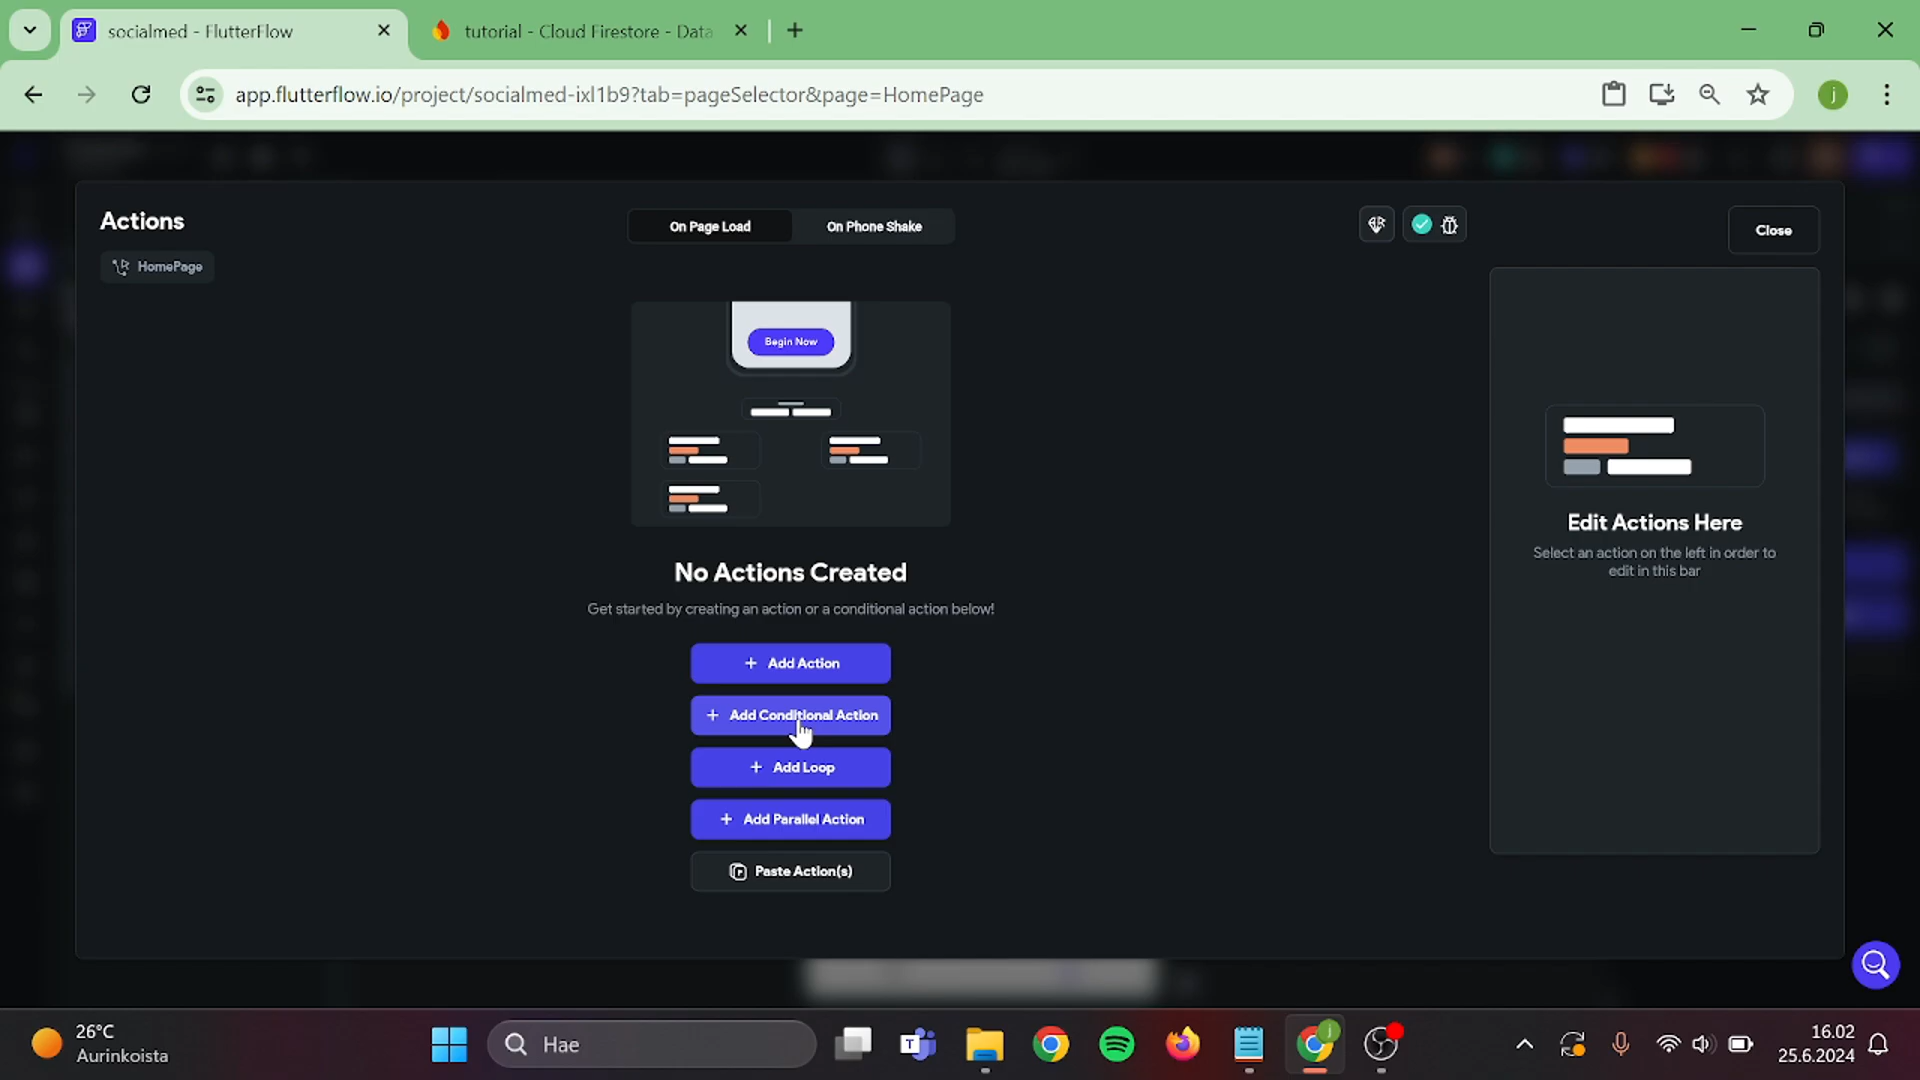 socialmed - FlutterFlow
tutorial - Cloud Firestore - Data
app.flutterflow.io/project/socialmed-ixl1b9?tab=pageSelector&page=HomePage
j
Actions
On Page Load
On Phone Shake
Close
HomePage
Begin Now
Edit Actions Here
Select an action on the left in order to
edit in this bar
No Actions Created
Get started by creating an action or a conditional action below!
+ Add Action
+ Add Conditional Action
+ Add Loop
+ Add Parallel Action
Paste Action(s)
26°C
Aurinkoista
Hae
j
16.02
25.6.2024